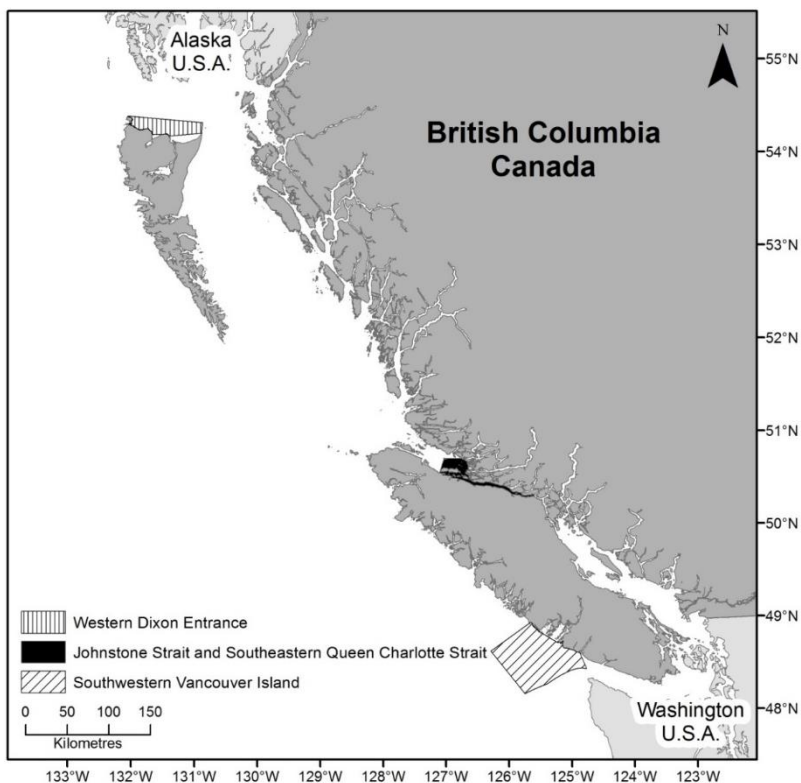 Alaska
U.S.A.
N
55°N
British Columbia
Canada
54°N
53°N
52°N
51°N
50°N
49°N
48°N
Western Dixon Entrance
Johnstone Strait and Southeastern Queen Charlotte Strait
Southwestern Vancouver Island
0 50 100 150
Kilometres
Washington
U.S.A.
133°W 132°W 131°W 130°W 129°W 128°W 127°W 126°W 125°W 124°W 123°W